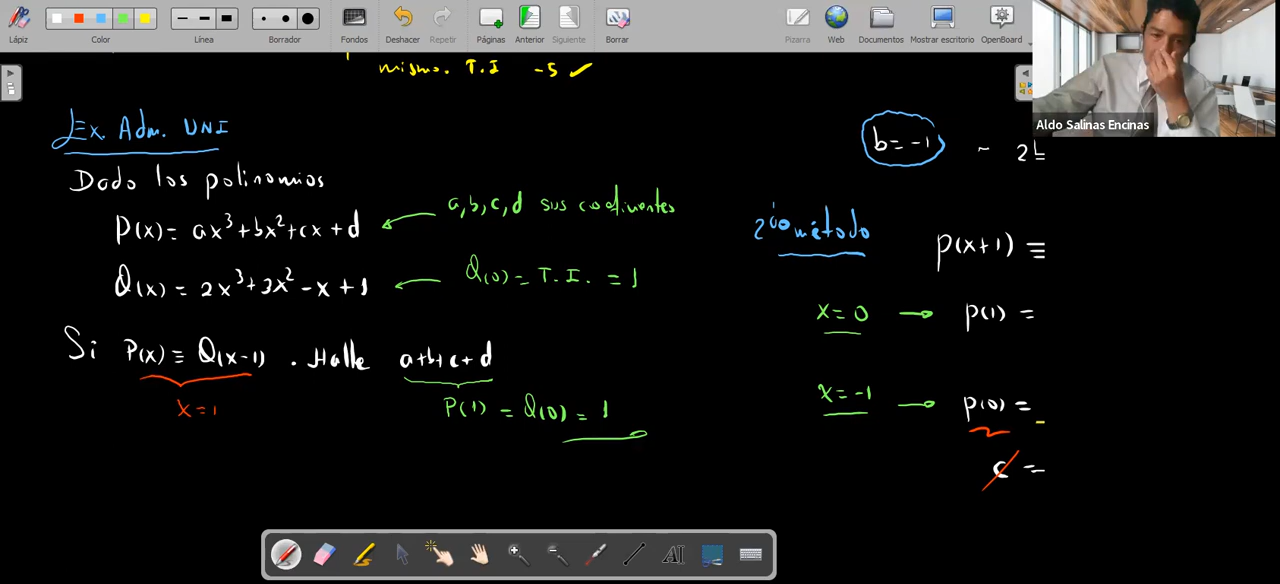 Lápiz
Color
Línea
Borrador
Fondos
Deshacer
Repetir
Páginas
Anterior
Siguiente
Borrar
Pizarra
Web
Documentos
Mostrar escritorio
OpenBoard
Aldo Salinas Encinas
mismo. T.I -5 ✓
Ex. Adm. UNI
Dado los polinomios
P(x) = ax³+bx²+cx+d
a,b,c,d sus coefinentes
Q(x) = 2x³+3x²-x+1
Q(0) = T.I. = 1
Si P(x) ≡ Q(x-1) . Halle a+b+c+d
x=1
P(1) = Q(0) = 1
b=-1
2do método
P(x+1) ≡
x=0 → P(1) =
x=-1 → P(0) =
c =
AI